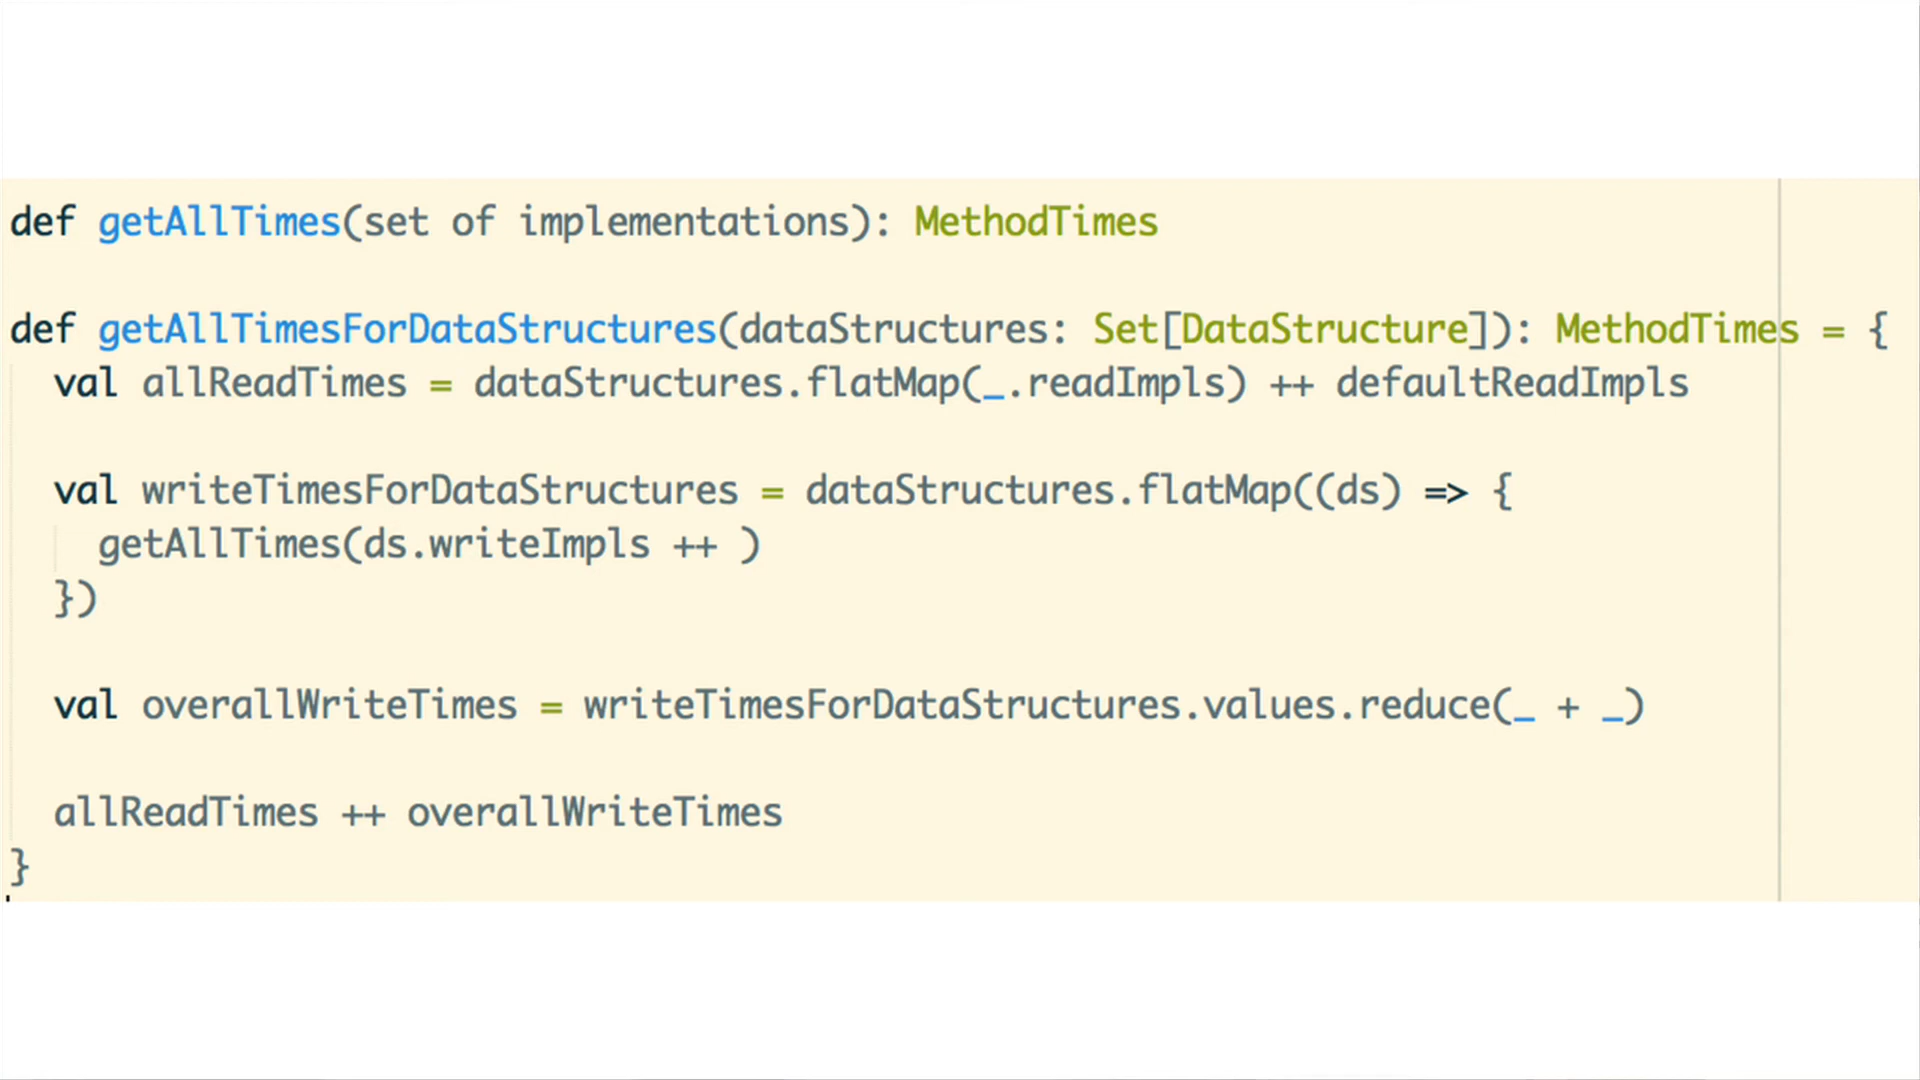 def getAllTimes(set of implementations): MethodTimes
def getAllTimesForDataStructures(dataStructures: Set[DataStructure]): MethodTimes = {
val allReadTimes = dataStructures.flatMap(_.readImpls) ++ defaultReadImpls
val writeTimesForDataStructures = dataStructures.flatMap((ds) => {
getAllTimes(ds.writeImpls ++ )
})
val overallWriteTimes = writeTimesForDataStructures.values.reduce(_ + _)
allReadTimes ++ overallWriteTimes
}